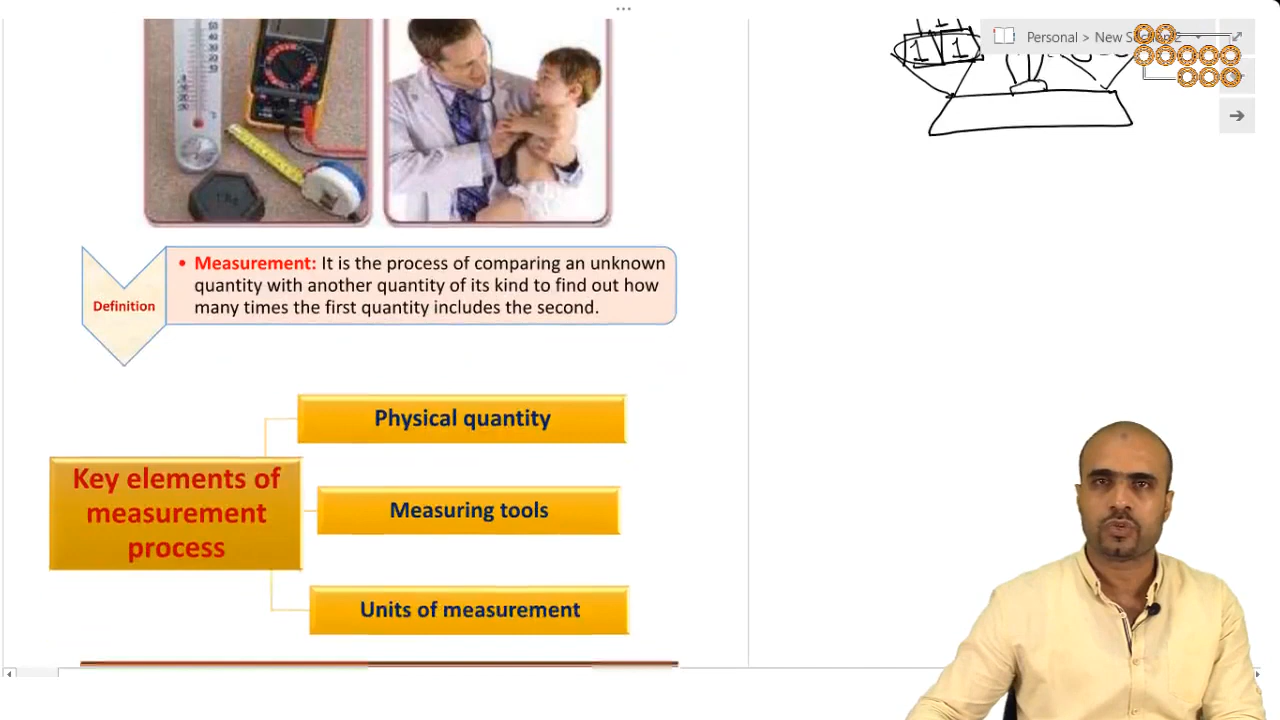 Personal > New
1 1
Definition
• Measurement: It is the process of comparing an unknown
quantity with another quantity of its kind to find out how
many times the first quantity includes the second.
Key elements of
measurement
process
Physical quantity
Measuring tools
Units of measurement